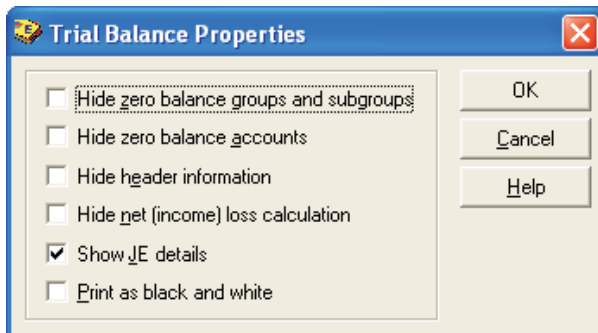 Trial Balance Properties
Hide zero balance groups and subgroups
Hide zero balance accounts
Hide header information
Hide net (income) loss calculation
Show JE details
Print as black and white
OK
Cancel
Help